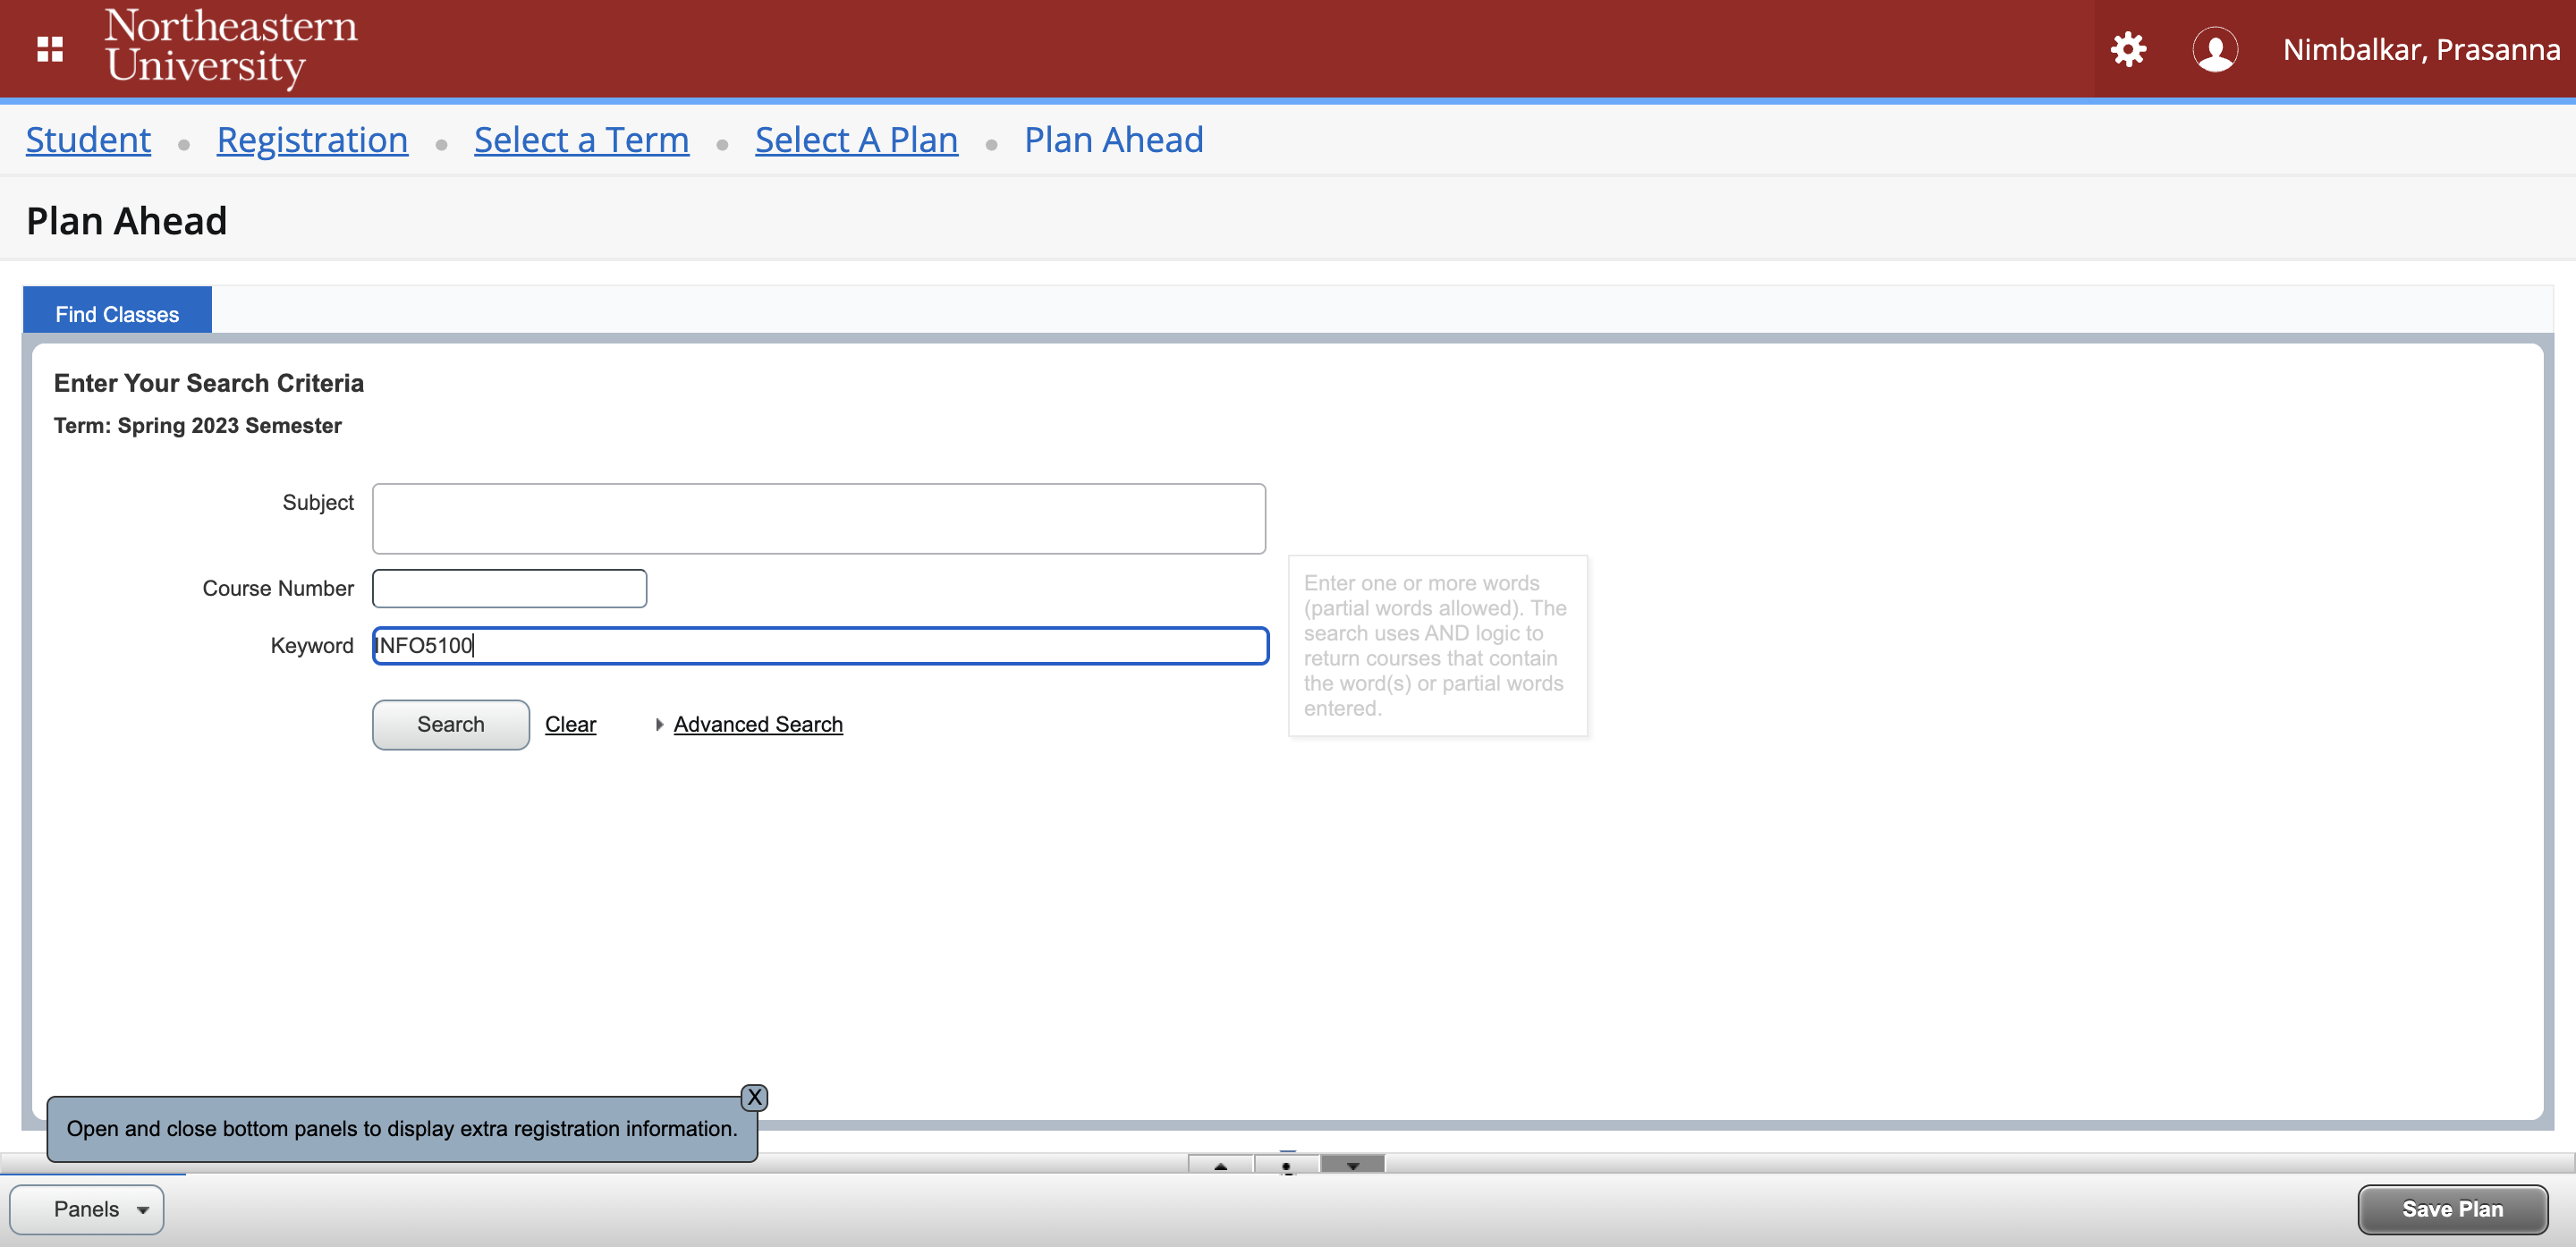 Northeastern
University
Nimbalkar, Prasanna
Student • Registration • Select a Term • Select A Plan • Plan Ahead
Plan Ahead
Find Classes
Enter Your Search Criteria
Term: Spring 2023 Semester
Subject
Course Number
Keyword INFO5100
Enter one or more words
(partial words allowed). The
search uses AND logic to
return courses that contain
the word(s) or partial words
entered.
Search Clear Advanced Search
X
Open and close bottom panels to display extra registration information.
Panels
Save Plan